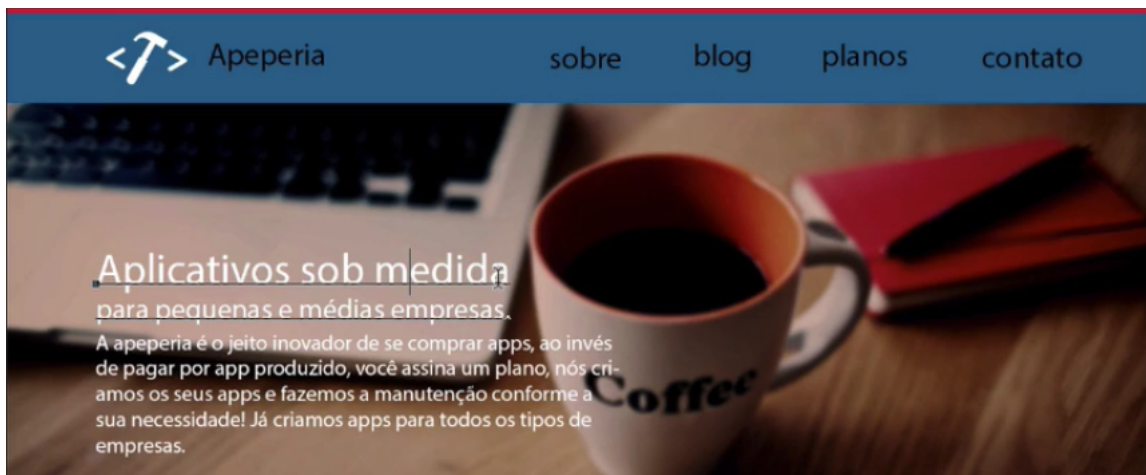 Apeperia sobre blog planos contato
Aplicativos sob medida
para pequenas e médias empresas.
A apeperia é o jeito inovador de se comprar apps, ao invés
de pagar por app produzido, você assina um plano, nós cri-
amos os seus apps e fazemos a manutenção conforme a
sua necessidade! Já criamos apps para todos os tipos de
empresas.
Coffee